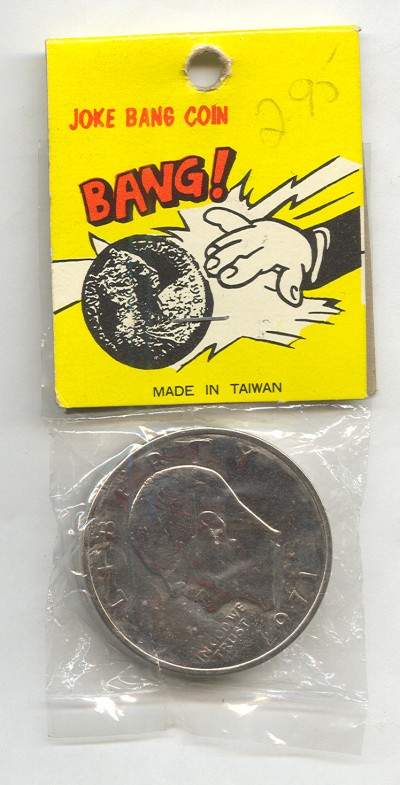 2 95
JOKE BANG COIN
BANG!
MADE IN TAIWAN
LIBERTY
IN GOD WE
TRUST
1971